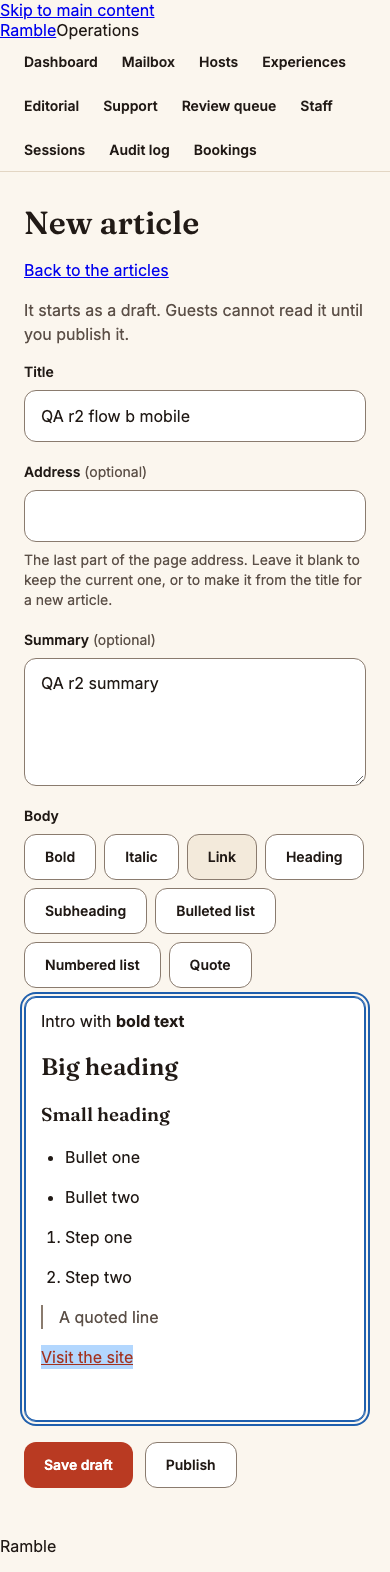 Skip to main content
RambleOperations
Dashboard Mailbox Hosts Experiences
Editorial Support Review queue Staff
Sessions Audit log Bookings
New article
Back to the articles
It starts as a draft. Guests cannot read it until
you publish it.
Title
QA r2 flow b mobile
Address (optional)
The last part of the page address. Leave it blank to
keep the current one, or to make it from the title for
a new article.
Summary (optional)
QA r2 summary
Body
Bold Italic Link Heading
Subheading Bulleted list
Numbered list Quote
Intro with bold text
Big heading
Small heading
• Bullet one
• Bullet two
1. Step one
2. Step two
A quoted line
Visit the site
Save draft Publish
Ramble